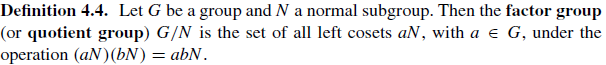 Definition 4.4. Let G be a group and N a normal subgroup. Then the factor group
(or quotient group) G/N is the set of all left cosets aN, with a ∈ G, under the
operation (aN)(bN) = abN.